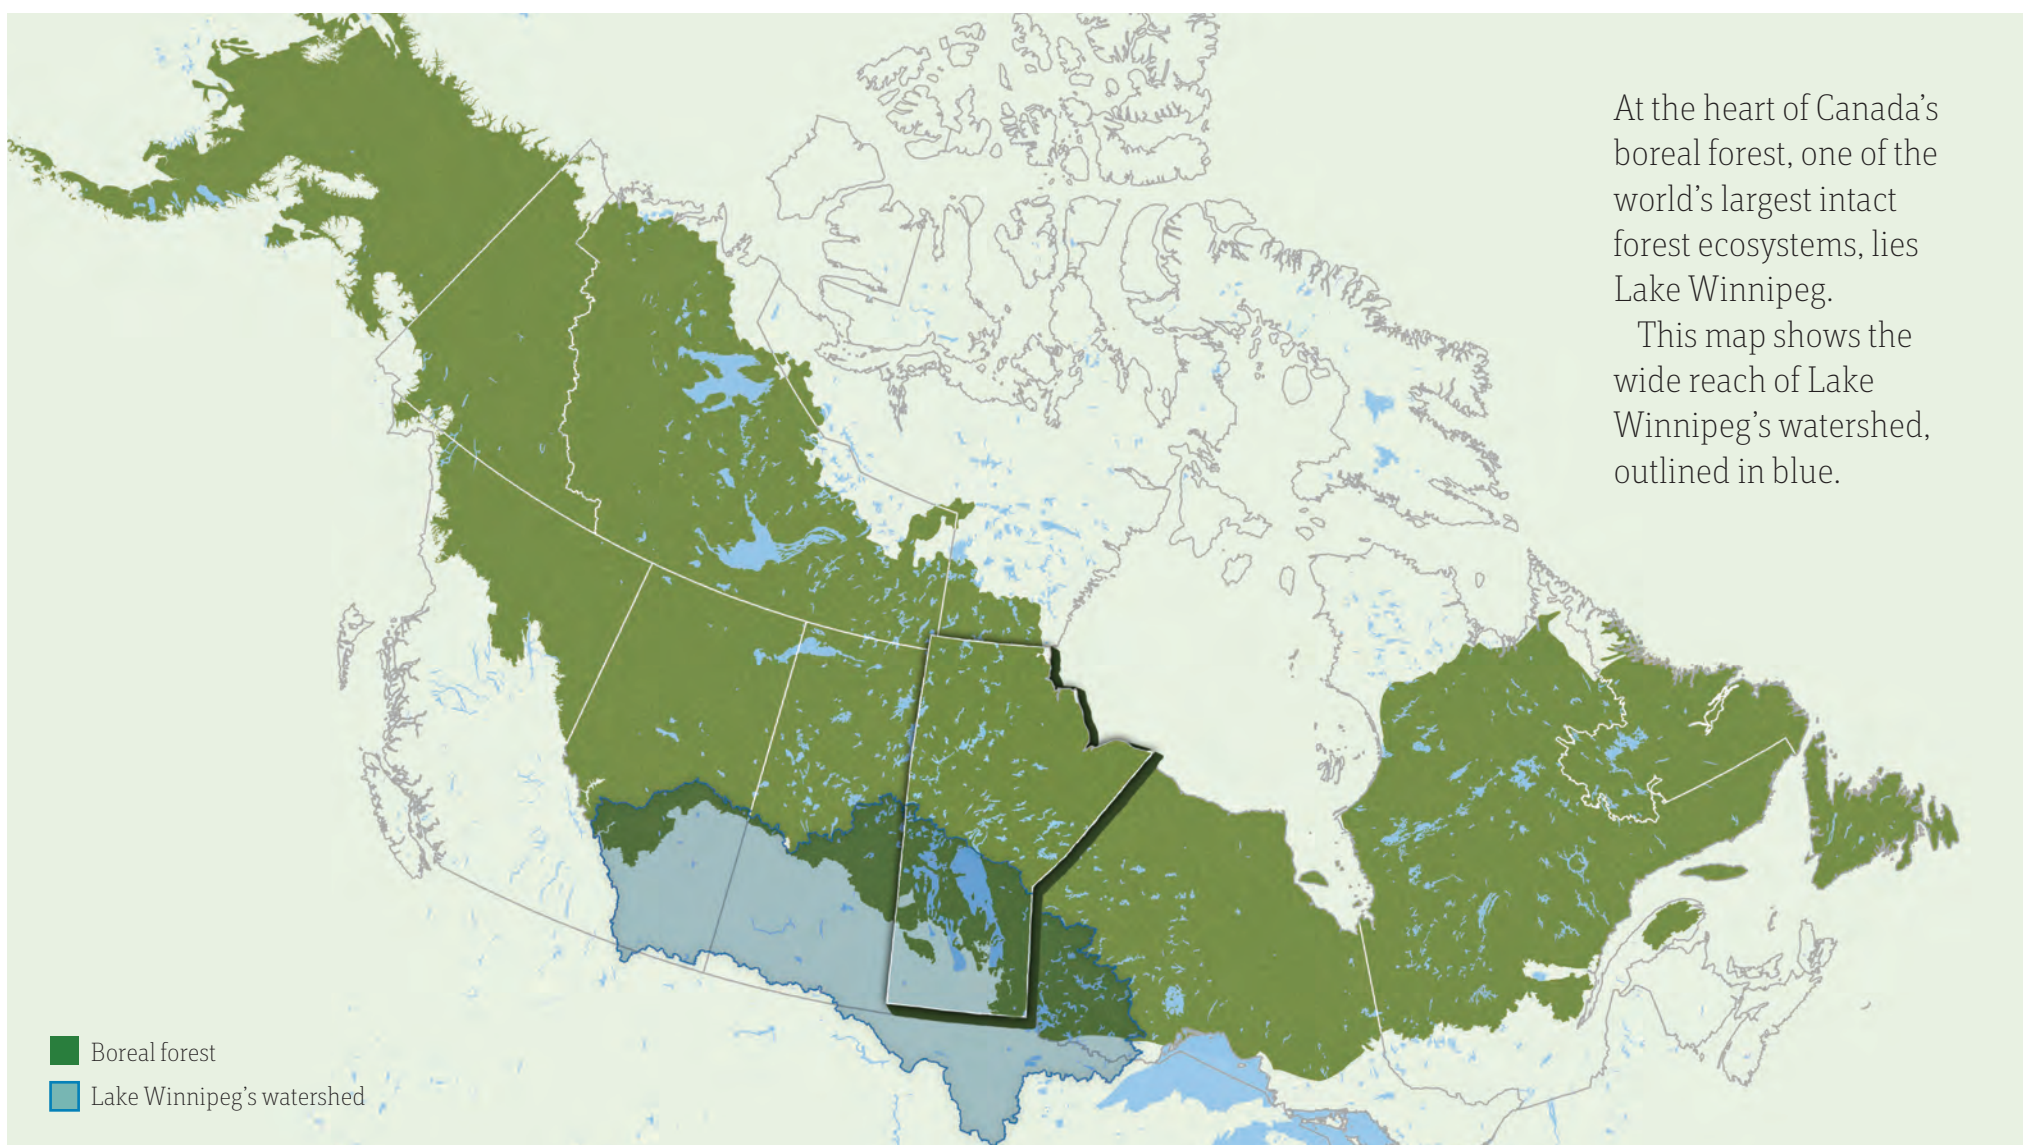 At the heart of Canada’s
boreal forest, one of the
world’s largest intact
forest ecosystems, lies
Lake Winnipeg.
This map shows the
wide reach of Lake
Winnipeg’s watershed,
outlined in blue.
Boreal forest
Lake Winnipeg’s watershed